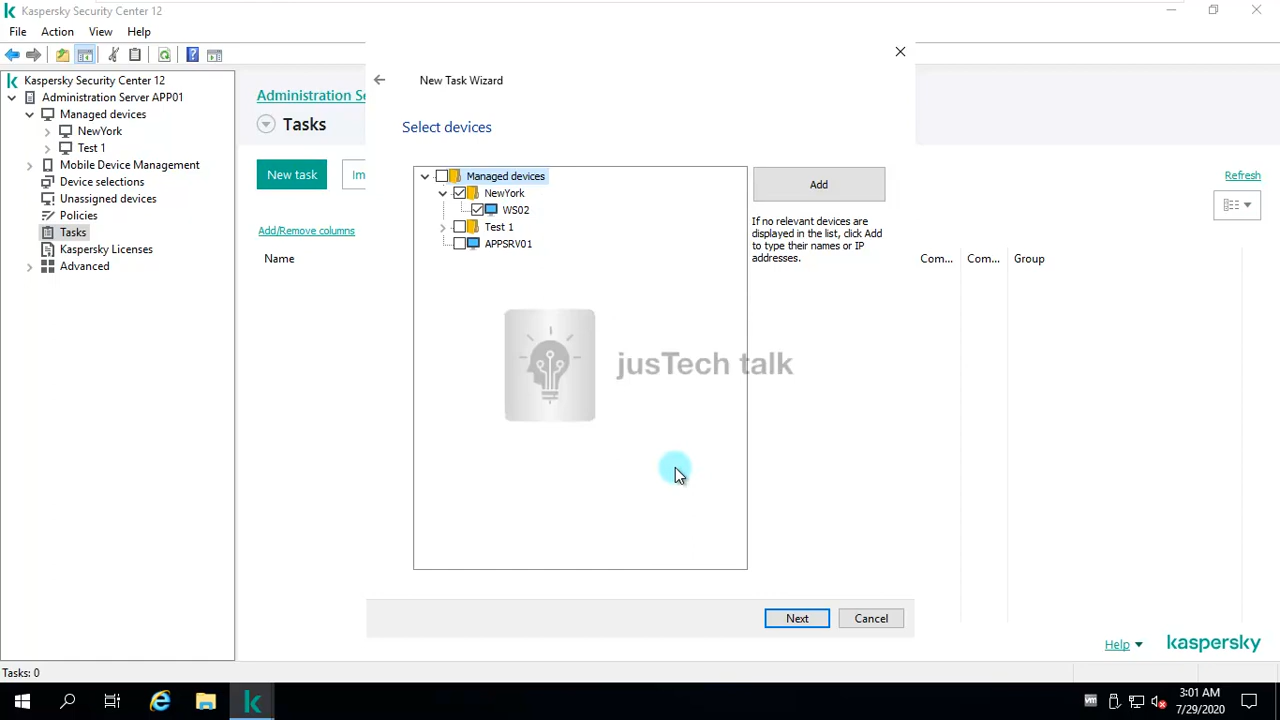 Kaspersky Security Center 12
File Action View Help
Kaspersky Security Center 12
Administration Server APP01
Managed devices
NewYork
Test 1
Mobile Device Management
Device selections
Unassigned devices
Policies
Tasks
Kaspersky Licenses
Advanced
Administration Se
Tasks
New task
Im
Add/Remove columns
Name
New Task Wizard
Select devices
Managed devices
NewYork
WS02
Test 1
APPSRV01
Add
If no relevant devices are
displayed in the list, click Add
to type their names or IP
addresses.
jusTech talk
Next
Cancel
Refresh
Com...
Com...
Group
Help
kaspersky
Tasks: 0
vm
3:01 AM
7/29/2020